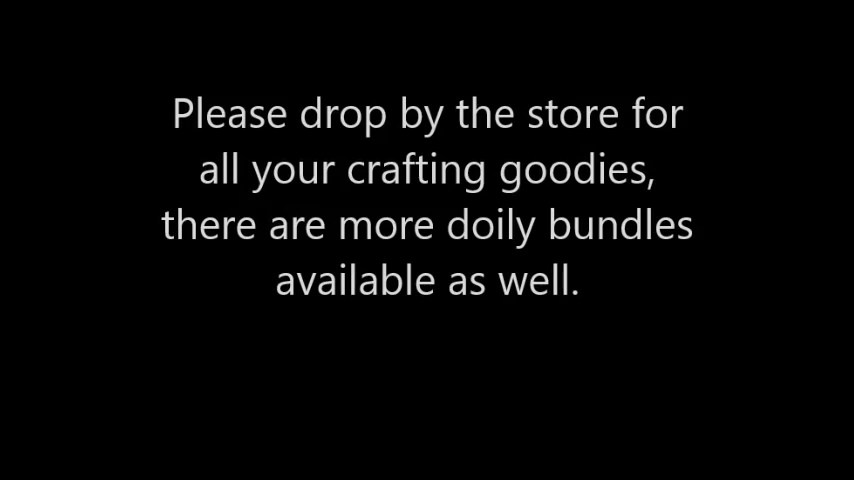 Please drop by the store for
all your crafting goodies,
there are more doily bundles
available as well.